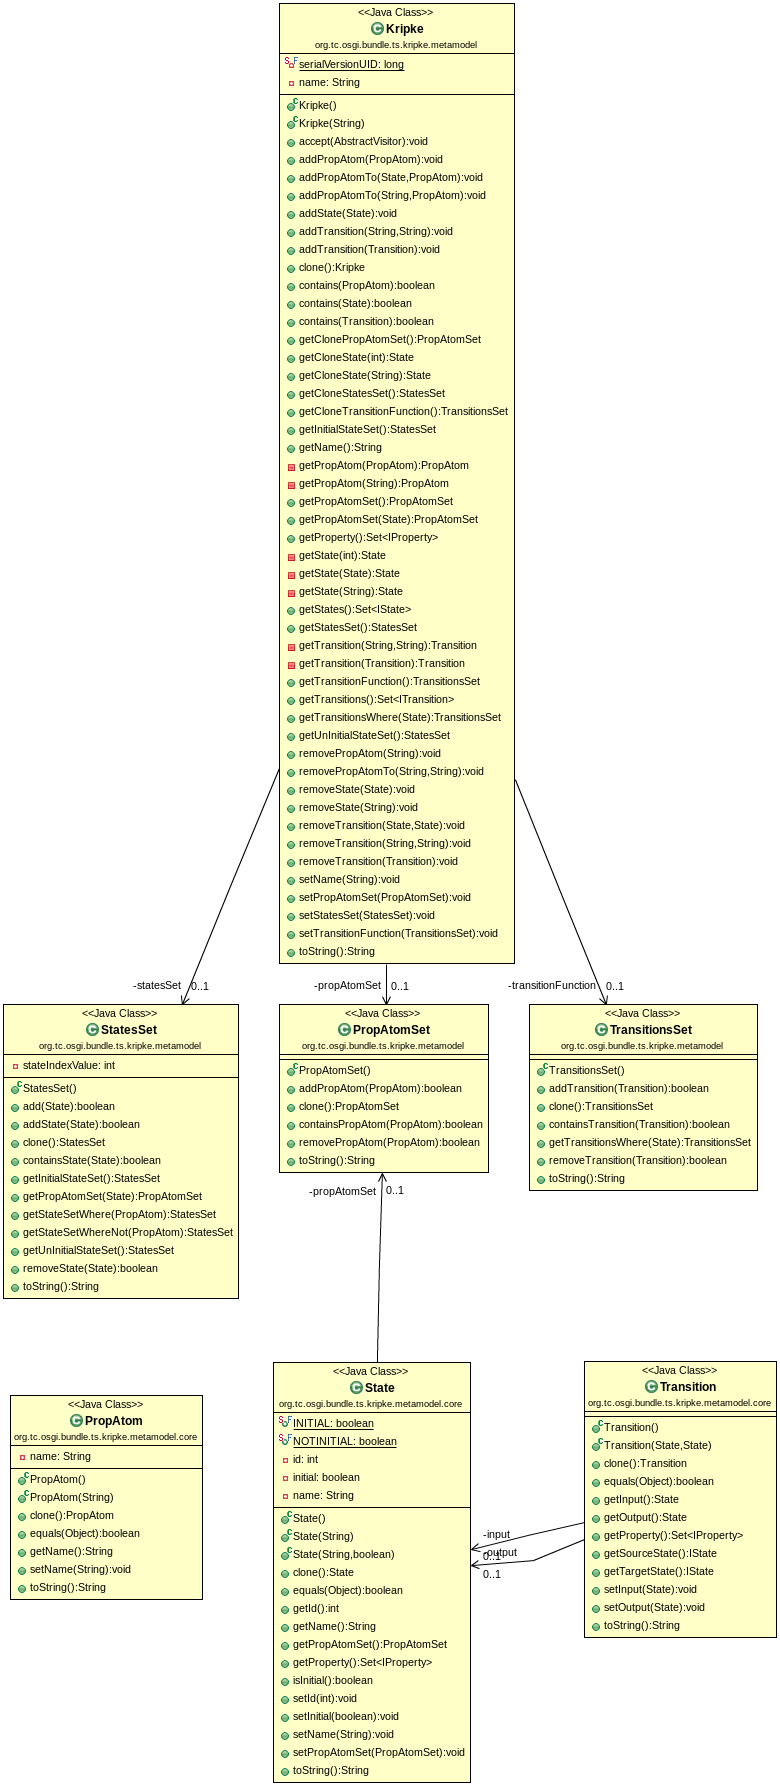 <<Java Class>>
Kripke
org.tc.osgi.bundle.ts.kripke.metamodel
serialVersionUID: long
name: String
Kripke()
Kripke(String)
accept(AbstractVisitor):void
addPropAtom(PropAtom):void
addPropAtomTo(State,PropAtom):void
addPropAtomTo(String,PropAtom):void
addState(State):void
addTransition(String,String):void
addTransition(Transition):void
clone():Kripke
contains(PropAtom):boolean
contains(State):boolean
contains(Transition):boolean
getClonePropAtomSet():PropAtomSet
getCloneState(int):State
getCloneState(String):State
getCloneStatesSet():StatesSet
getCloneTransitionFunction():TransitionsSet
getInitialStateSet():StatesSet
getName():String
getPropAtom(PropAtom):PropAtom
getPropAtom(String):PropAtom
getPropAtomSet():PropAtomSet
getPropAtomSet(State):PropAtomSet
getProperty():Set<IProperty>
getState(int):State
getState(State):State
getState(String):State
getStates():Set<IState>
getStatesSet():StatesSet
getTransition(String,String):Transition
getTransition(Transition):Transition
getTransitionFunction():TransitionsSet
getTransitions():Set<ITransition>
getTransitionsWhere(State):TransitionsSet
getUnInitialStateSet():StatesSet
removePropAtom(String):void
removePropAtomTo(String,String):void
removeState(State):void
removeState(String):void
removeTransition(State,State):void
removeTransition(String,String):void
removeTransition(Transition):void
setName(String):void
setPropAtomSet(PropAtomSet):void
setStatesSet(StatesSet):void
setTransitionFunction(TransitionsSet):void
toString():String
-statesSet 0..1
-propAtomSet 0..1
-transitionFunction 0..1
<<Java Class>>
StatesSet
org.tc.osgi.bundle.ts.kripke.metamodel
stateIndexValue: int
StatesSet()
add(State):boolean
addState(State):boolean
clone():StatesSet
containsState(State):boolean
getInitialStateSet():StatesSet
getPropAtomSet(State):PropAtomSet
getStateSetWhere(PropAtom):StatesSet
getStateSetWhereNot(PropAtom):StatesSet
getUnInitialStateSet():StatesSet
removeState(State):boolean
toString():String
<<Java Class>>
PropAtomSet
org.tc.osgi.bundle.ts.kripke.metamodel
PropAtomSet()
addPropAtom(PropAtom):boolean
clone():PropAtomSet
containsPropAtom(PropAtom):boolean
removePropAtom(PropAtom):boolean
toString():String
<<Java Class>>
TransitionsSet
org.tc.osgi.bundle.ts.kripke.metamodel
TransitionsSet()
addTransition(Transition):boolean
clone():TransitionsSet
containsTransition(Transition):boolean
getTransitionsWhere(State):TransitionsSet
removeTransition(Transition):boolean
toString():String
-propAtomSet 0..1
<<Java Class>>
PropAtom
org.tc.osgi.bundle.ts.kripke.metamodel.core
name: String
PropAtom()
PropAtom(String)
clone():PropAtom
equals(Object):boolean
getName():String
setName(String):void
toString():String
<<Java Class>>
State
org.tc.osgi.bundle.ts.kripke.metamodel.core
INITIAL: boolean
NOTINITIAL: boolean
id: int
initial: boolean
name: String
State()
State(String)
State(String,boolean)
clone():State
equals(Object):boolean
getId():int
getName():String
getPropAtomSet():PropAtomSet
getProperty():Set<IProperty>
isInitial():boolean
setId(int):void
setInitial(boolean):void
setName(String):void
setPropAtomSet(PropAtomSet):void
toString():String
-input
0..1
-output
0..1
<<Java Class>>
Transition
org.tc.osgi.bundle.ts.kripke.metamodel.core
Transition()
Transition(State,State)
clone():Transition
equals(Object):boolean
getInput():State
getOutput():State
getProperty():Set<IProperty>
getSourceState():IState
getTargetState():IState
setInput(State):void
setOutput(State):void
toString():String